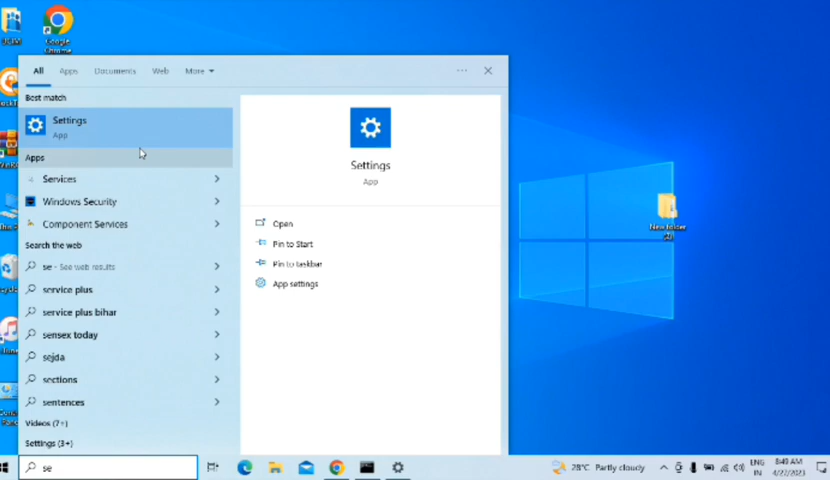 Google
Chrome
All Apps Documents Web More
Best match
Settings
App
Apps
Services
Windows Security
Component Services
Search the web
se - See web results
service plus
service plus bihar
sensex today
sejda
sections
sentences
Videos (7+)
Settings (3+)
Settings
App
Open
Pin to Start
Pin to taskbar
App settings
New folder
se
28°C Partly cloudy
ENG
IN
8:49 AM
4/27/2023